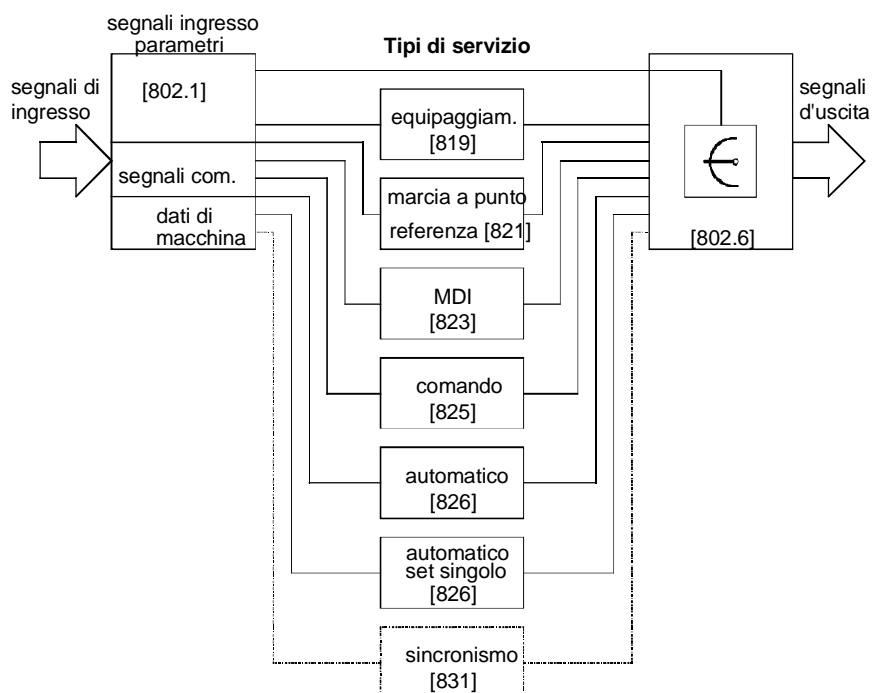 segnali ingresso
parametri
Tipi di servizio
segnali di
ingresso
[802.1]
segnali com.
dati di
macchina
equipaggiam.
[819]
marcia a punto
referenza [821]
MDI
[823]
comando
[825]
automatico
[826]
automatico
set singolo
[826]
sincronismo
[831]
[802.6]
segnali
d'uscita